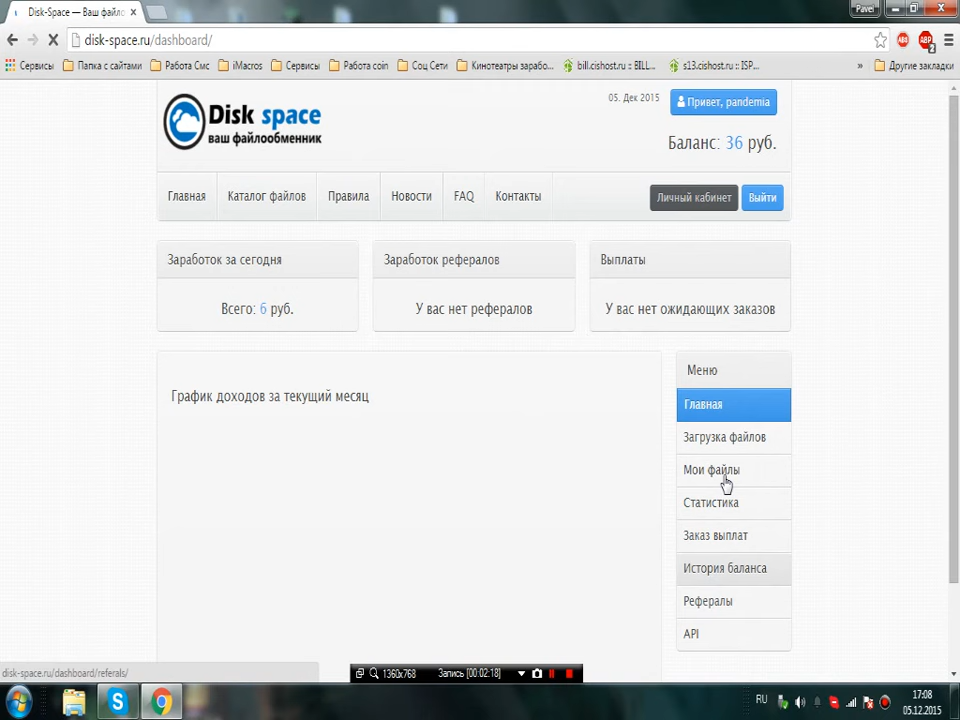 Disk-Space — Ваш файло
Pavel
disk-space.ru/dashboard/
Сервисы
Папка с сайтами
Работа Смс
iMacros
Сервисы
Работа coin
Соц Сети
Кинотеатры зарабо...
bill.cishost.ru :: BILL...
s13.cishost.ru :: ISP...
»
Другие закладки
ABP
2
Disk space
ваш файлообменник
05. Дек 2015
Привет, pandemia
Баланс: 36 руб.
Главная
Каталог файлов
Правила
Новости
FAQ
Контакты
Личный кабинет
Выйти
Заработок за сегодня
Заработок рефералов
Выплаты
Всего: 6 руб.
У вас нет рефералов
У вас нет ожидающих заказов
График доходов за текущий месяц
Меню
Главная
Загрузка файлов
Мои файлы
Статистика
Заказ выплат
История баланса
Рефералы
API
disk-space.ru/dashboard/referals/
1360x768
Запись [00:02:18]
RU
17:08
05.12.2015